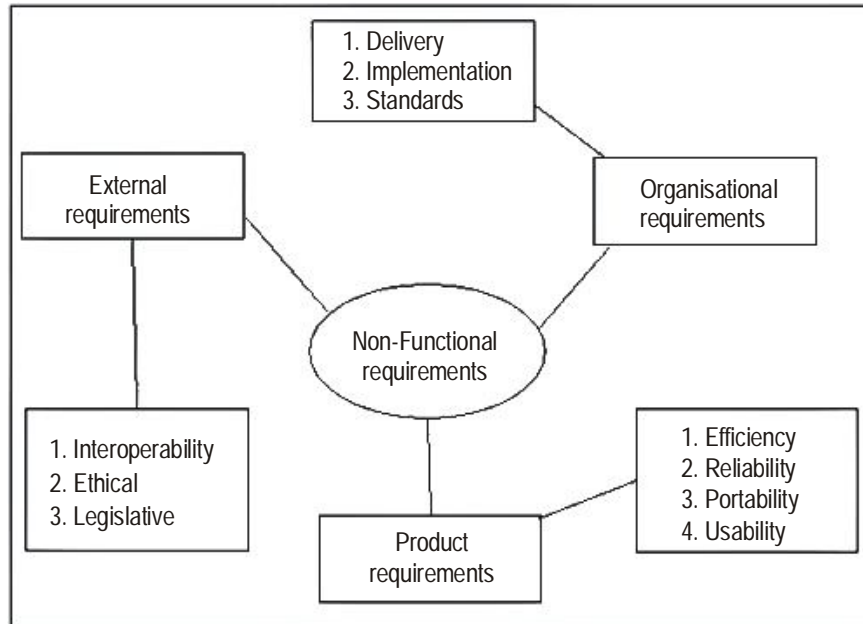 1. Delivery
2. Implementation
3. Standards
External
requirements
Organisational
requirements
Non-Functional
requirements
1. Interoperability
2. Ethical
3. Legislative
1. Efficiency
2. Reliability
3. Portability
4. Usability
Product
requirements